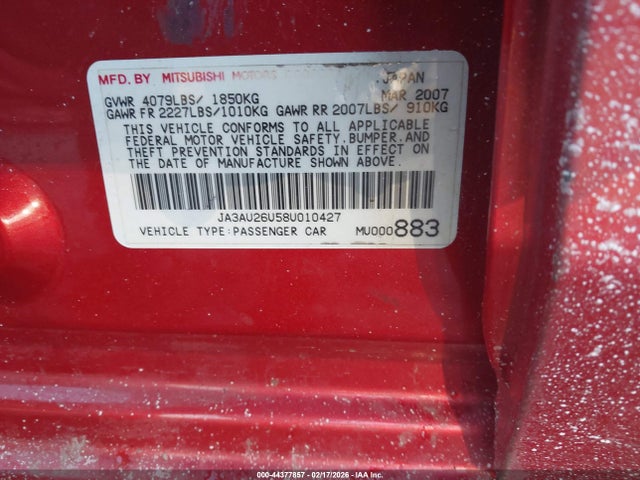 MFD. BY MITSUBISHI MOTORS JAPAN
GVWR 4079LBS/ 1850KG MAR 2007
GAWR FR 2227LBS/1010KG GAWR RR 2007LBS/ 910KG
THIS VEHICLE CONFORMS TO ALL APPLICABLE
FEDERAL MOTOR VEHICLE SAFETY,BUMPER,AND
THEFT PREVENTION STANDARDS IN EFFECT ON
THE DATE OF MANUFACTURE SHOWN ABOVE.
JA3AU26U58U010427
VEHICLE TYPE:PASSENGER CAR MU000883
000-44377857 - 02/17/2026 - IAA Inc.